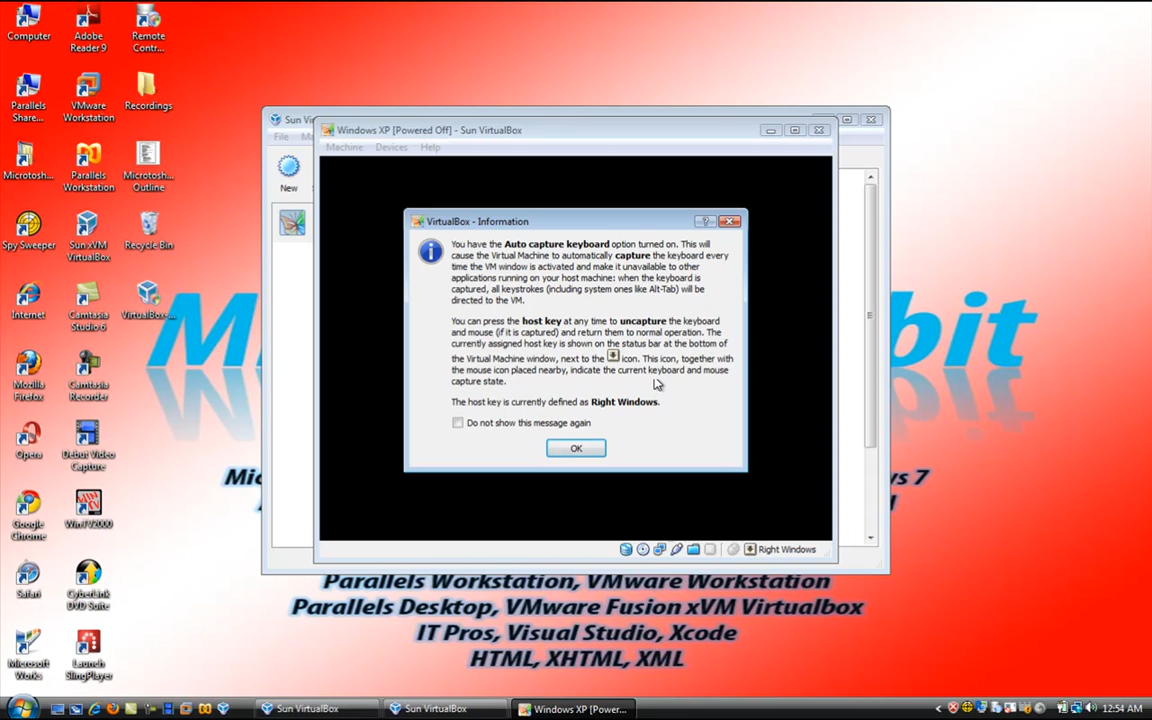 Computer
Adobe
Reader 9
Remote
Contr...
Parallels
Share...
VMware
Workstation
Recordings
Microtosh...
Parallels
Workstation
Microtosh...
Outline
Spy Sweeper
Sun xVM
VirtualBox
Recycle Bin
Internet
Camtasia
Studio 6
VirtualBox-...
Mozilla
Firefox
Camtasia
Recorder
Opera
Debut Video
Capture
Google
Chrome
WinTV2000
Safari
CyberLink
DVD Suite
Microsoft
Works
Launch
SlingPlayer
Sun Vi
File
Ma
New
Windows XP [Powered Off] - Sun VirtualBox
Machine Devices Help
VirtualBox - Information
You have the Auto capture keyboard option turned on. This will
cause the Virtual Machine to automatically capture the keyboard every
time the VM window is activated and make it unavailable to other
applications running on your host machine: when the keyboard is
captured, all keystrokes (including system ones like Alt-Tab) will be
directed to the VM.
You can press the host key at any time to uncapture the keyboard
and mouse (if it is captured) and return them to normal operation. The
currently assigned host key is shown on the status bar at the bottom of
the Virtual Machine window, next to the icon. This icon, together with
the mouse icon placed nearby, indicate the current keyboard and mouse
capture state.
The host key is currently defined as Right Windows.
Do not show this message again
OK
Right Windows
M bit
Mic ws 7
Parallels Workstation, VMware Workstation
Parallels Desktop, VMware Fusion xVM Virtualbox
IT Pros, Visual Studio, Xcode
HTML, XHTML, XML
Sun VirtualBox
Sun VirtualBox
Windows XP [Power...
12:54 AM